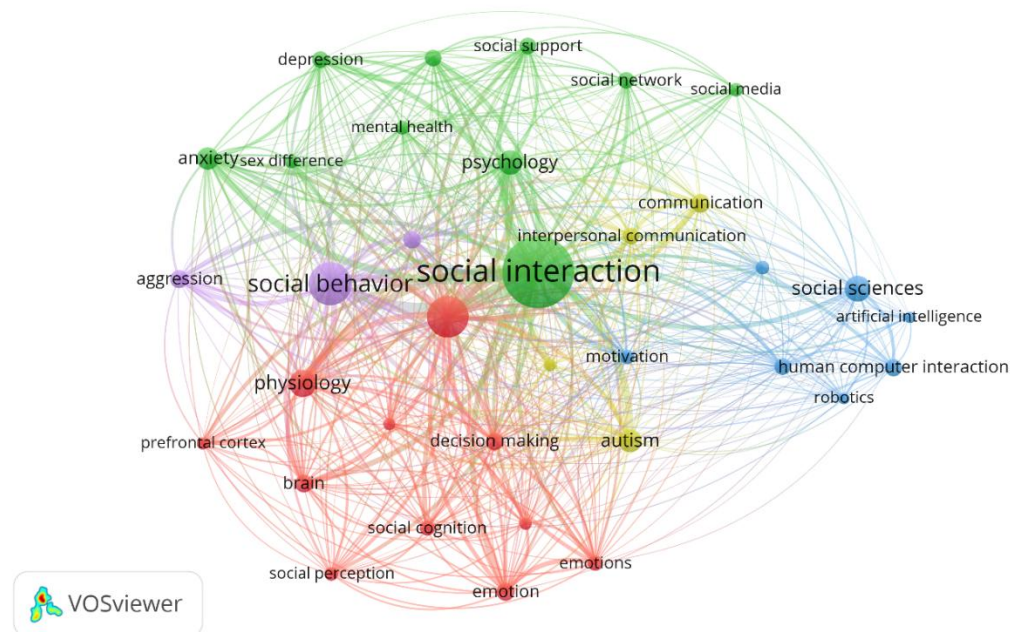 social support
depression
social network
social media
mental health
anxiety
sex difference
psychology
communication
interpersonal communication
social interaction
aggression
social behavior
social sciences
artificial intelligence
motivation
human computer interaction
physiology
robotics
prefrontal cortex
decision making
autism
brain
social cognition
emotions
social perception
emotion
VOSviewer